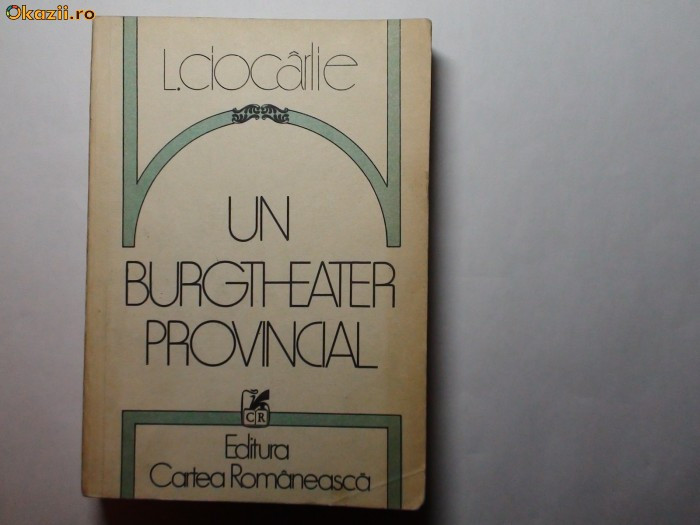 Okazii.ro
L.ciocârlie
UN
BURGTHEATER
PROVINCIAL
CR
Editura
Cartea Românească